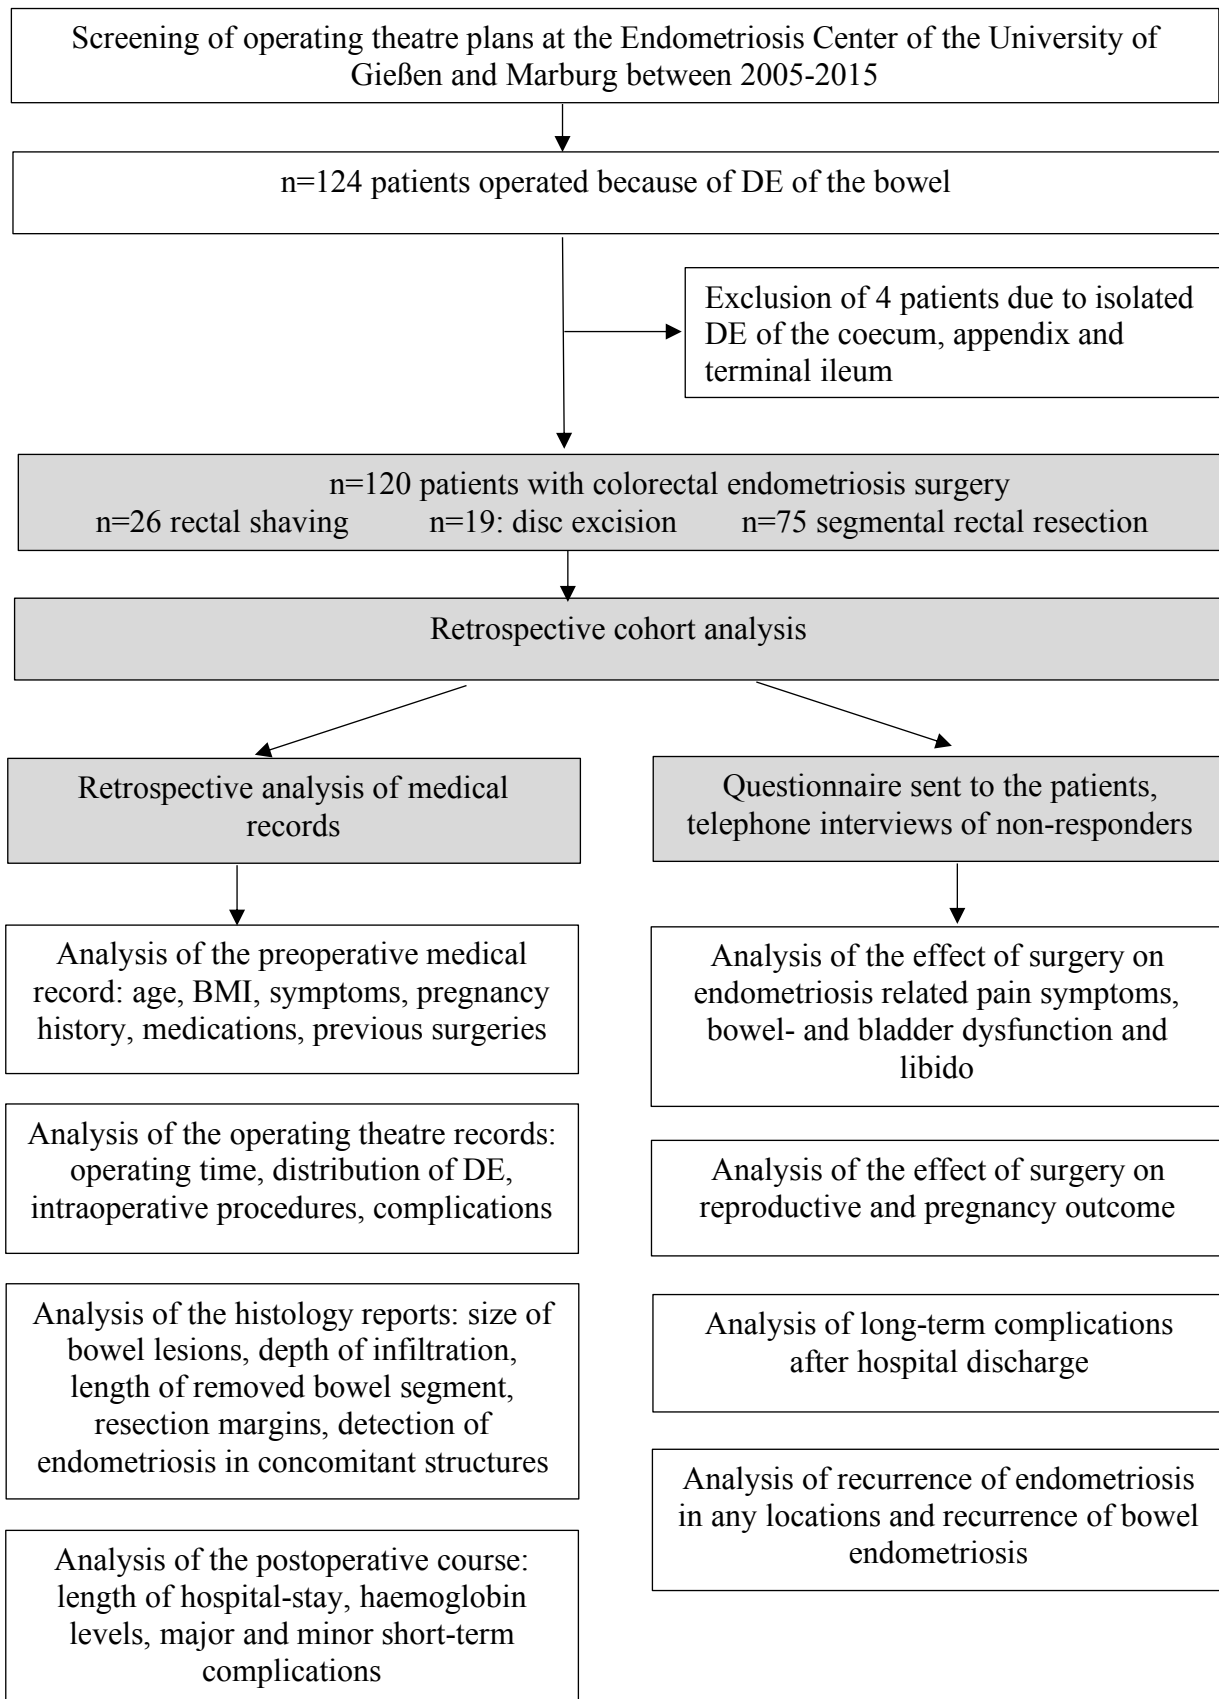 Screening of operating theatre plans at the Endometriosis Center of the University of
Gießen and Marburg between 2005-2015
n=124 patients operated because of DE of the bowel
Exclusion of 4 patients due to isolated
DE of the coecum, appendix and
terminal ileum
n=120 patients with colorectal endometriosis surgery
n=26 rectal shaving n=19: disc excision n=75 segmental rectal resection
Retrospective cohort analysis
Retrospective analysis of medical
records
Analysis of the preoperative medical
record: age, BMI, symptoms, pregnancy
history, medications, previous surgeries
Analysis of the operating theatre records:
operating time, distribution of DE,
intraoperative procedures, complications
Analysis of the histology reports: size of
bowel lesions, depth of infiltration,
length of removed bowel segment,
resection margins, detection of
endometriosis in concomitant structures
Analysis of the postoperative course:
length of hospital-stay, haemoglobin
levels, major and minor short-term
complications
Questionnaire sent to the patients,
telephone interviews of non-responders
Analysis of the effect of surgery on
endometriosis related pain symptoms,
bowel- and bladder dysfunction and
libido
Analysis of the effect of surgery on
reproductive and pregnancy outcome
Analysis of long-term complications
after hospital discharge
Analysis of recurrence of endometriosis
in any locations and recurrence of bowel
endometriosis